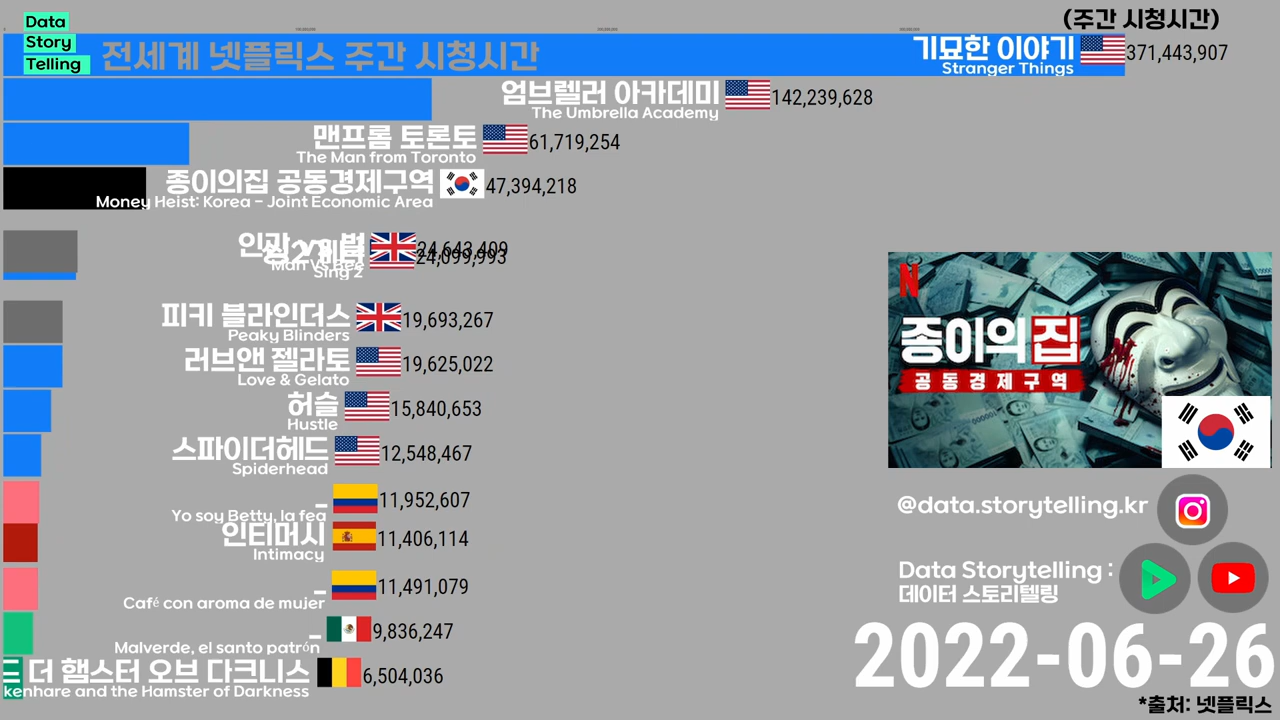 (주간 시청시간)
Data
Story
Telling
전세계 넷플릭스 주간 시청시간
기묘한 이야기
Stranger Things
371,443,907
엄브렐러 아카데미
The Umbrella Academy
142,239,628
맨프롬 토론토
The Man from Toronto
61,719,254
종이의집 공동경제구역
Money Heist: Korea - Joint Economic Area
47,394,218
24,643,409
Sing 2
24,099,993
피키 블라인더스
Peaky Blinders
19,693,267
러브앤 젤라토
Love & Gelato
19,625,022
허슬
Hustle
15,840,653
스파이더헤드
Spiderhead
12,548,467
-
Yo soy Betty, la fea
11,952,607
인티머시
Intimacy
11,406,114
-
Café con aroma de mujer
11,491,079
-
Malverde, el santo patrón
9,836,247
더 햄스터 오브 다크니스
kenhare and the Hamster of Darkness
6,504,036
N
종이의 집
공동경제구역
@data.storytelling.kr
Data Storytelling :
데이터 스토리텔링
2022-06-26
*출처: 넷플릭스